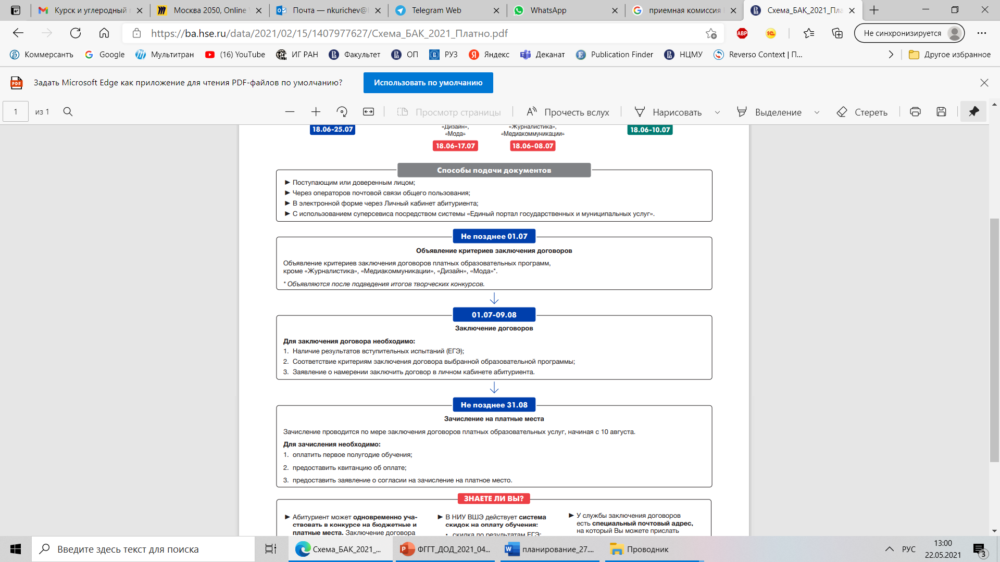 Курск и углеродный
Москва 2050, Online
Почта — nkurichev@
Telegram Web
WhatsApp
приемная комиссия
Схема_БАК_2021_Пла
https://ba.hse.ru/data/2021/02/15/1407977627/Схема_БАК_2021_Платно.pdf
ABP
1С
Не синхронизируется
Коммерсантъ
Google
Мультитран
(16) YouTube
ИГ РАН
Факультет
ОП
РУЗ
Яндекс
Деканат
Publication Finder
НЦМУ
Reverso Context | П...
Другое избранное
PDF
Задать Microsoft Edge как приложение для чтения PDF-файлов по умолчанию?
Использовать по умолчанию
1
из 1
Просмотр страницы
Прочесть вслух
Нарисовать
Выделение
Стереть
18.06-25.07
«Дизайн»,
«Мода»
18.06-17.07
«Журналистика»,
«Медиакоммуникации»
18.06-08.07
18.06-10.07
Способы подачи документов
► Поступающим или доверенным лицом;
► Через операторов почтовой связи общего пользования;
► В электронной форме через Личный кабинет абитуриента;
► С использованием суперсевиса посредством системы «Единый портал государственных и муниципальных услуг».
Не позднее 01.07
Объявление критериев заключения договоров
Объявление критериев заключения договоров платных образовательных программ,
кроме «Журналистика», «Медиакоммуникации», «Дизайн», «Мода»*.
* Объявляются после подведения итогов творческих конкурсов.
01.07-09.08
Заключение договоров
Для заключения договора необходимо:
1. Наличие результатов вступительных испытаний (ЕГЭ);
2. Соответствие критериям заключения договора выбранной образовательной программы;
3. Заявление о намерении заключить договор в личном кабинете абитуриента.
Не позднее 31.08
Зачисление на платные места
Зачисление проводится по мере заключения договоров платных образовательных услуг, начиная с 10 августа.
Для зачисления необходимо:
1. оплатить первое полугодие обучения;
2. предоставить квитанцию об оплате;
3. предоставить заявление о согласии на зачисление на платное место.
ЗНАЕТЕ ЛИ ВЫ?
► Абитуриент может одновременно уча-
ствовать в конкурсе на бюджетные и
платные места. Заключение договора
► В НИУ ВШЭ действует система
скидок на оплату обучения:
• скидка по результатам ЕГЭ;
► У службы заключения договоров
есть специальный почтовый адрес,
на который Вы можете прислать
Введите здесь текст для поиска
Схема_БАК_2021_...
ФГГТ_ДОД_2021_04...
планирование_27....
Проводник
РУС
13:00
22.05.2021
3